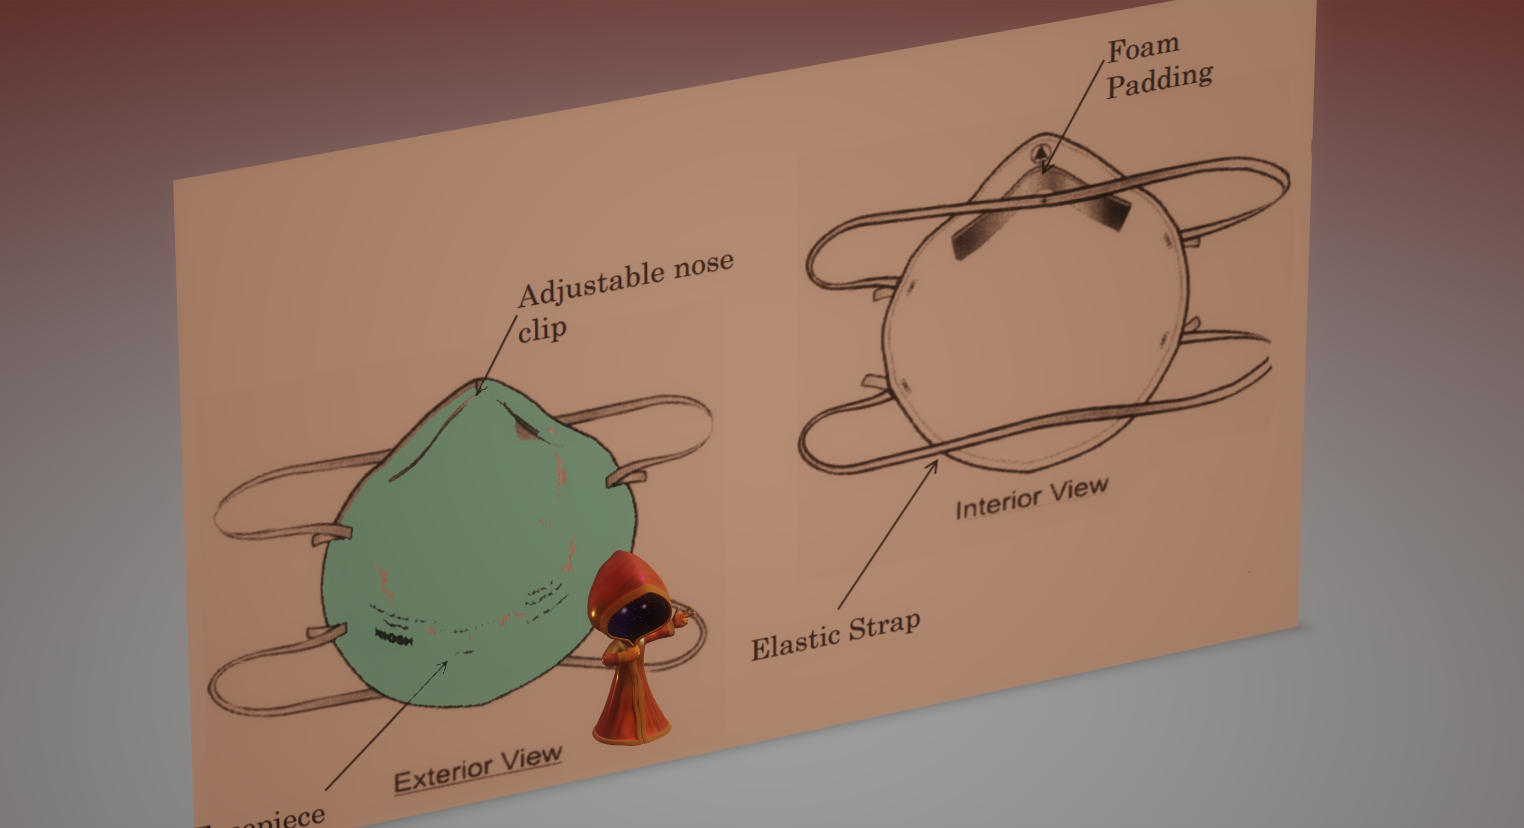 Foam
Padding
Adjustable nose
clip
NIOSH
Interior View
Elastic Strap
Exterior View